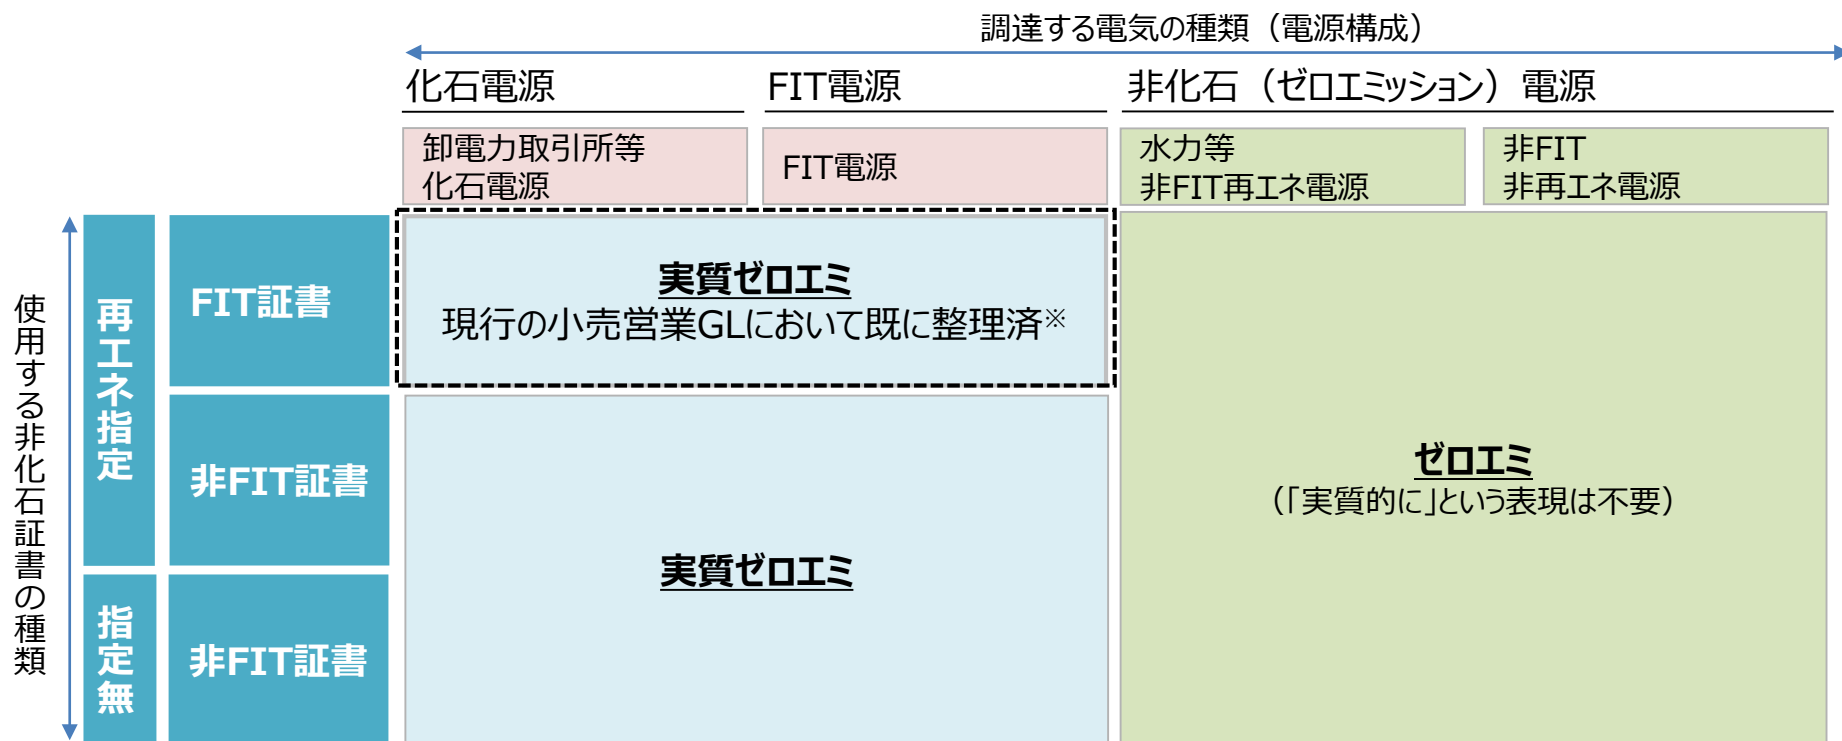 調達する電気の種類（電源構成）
化石電源
FIT電源
非化石（ゼロエミッション）電源
卸電力取引所等
化石電源
FIT電源
水力等
非FIT再エネ電源
非FIT
非再エネ電源
使用する非化石証書の種類
再エネ指定
FIT証書
実質ゼロエミ
現行の小売営業GLにおいて既に整理済※
非FIT証書
ゼロエミ
（「実質的に」という表現は不要）
実質ゼロエミ
指定無
非FIT証書